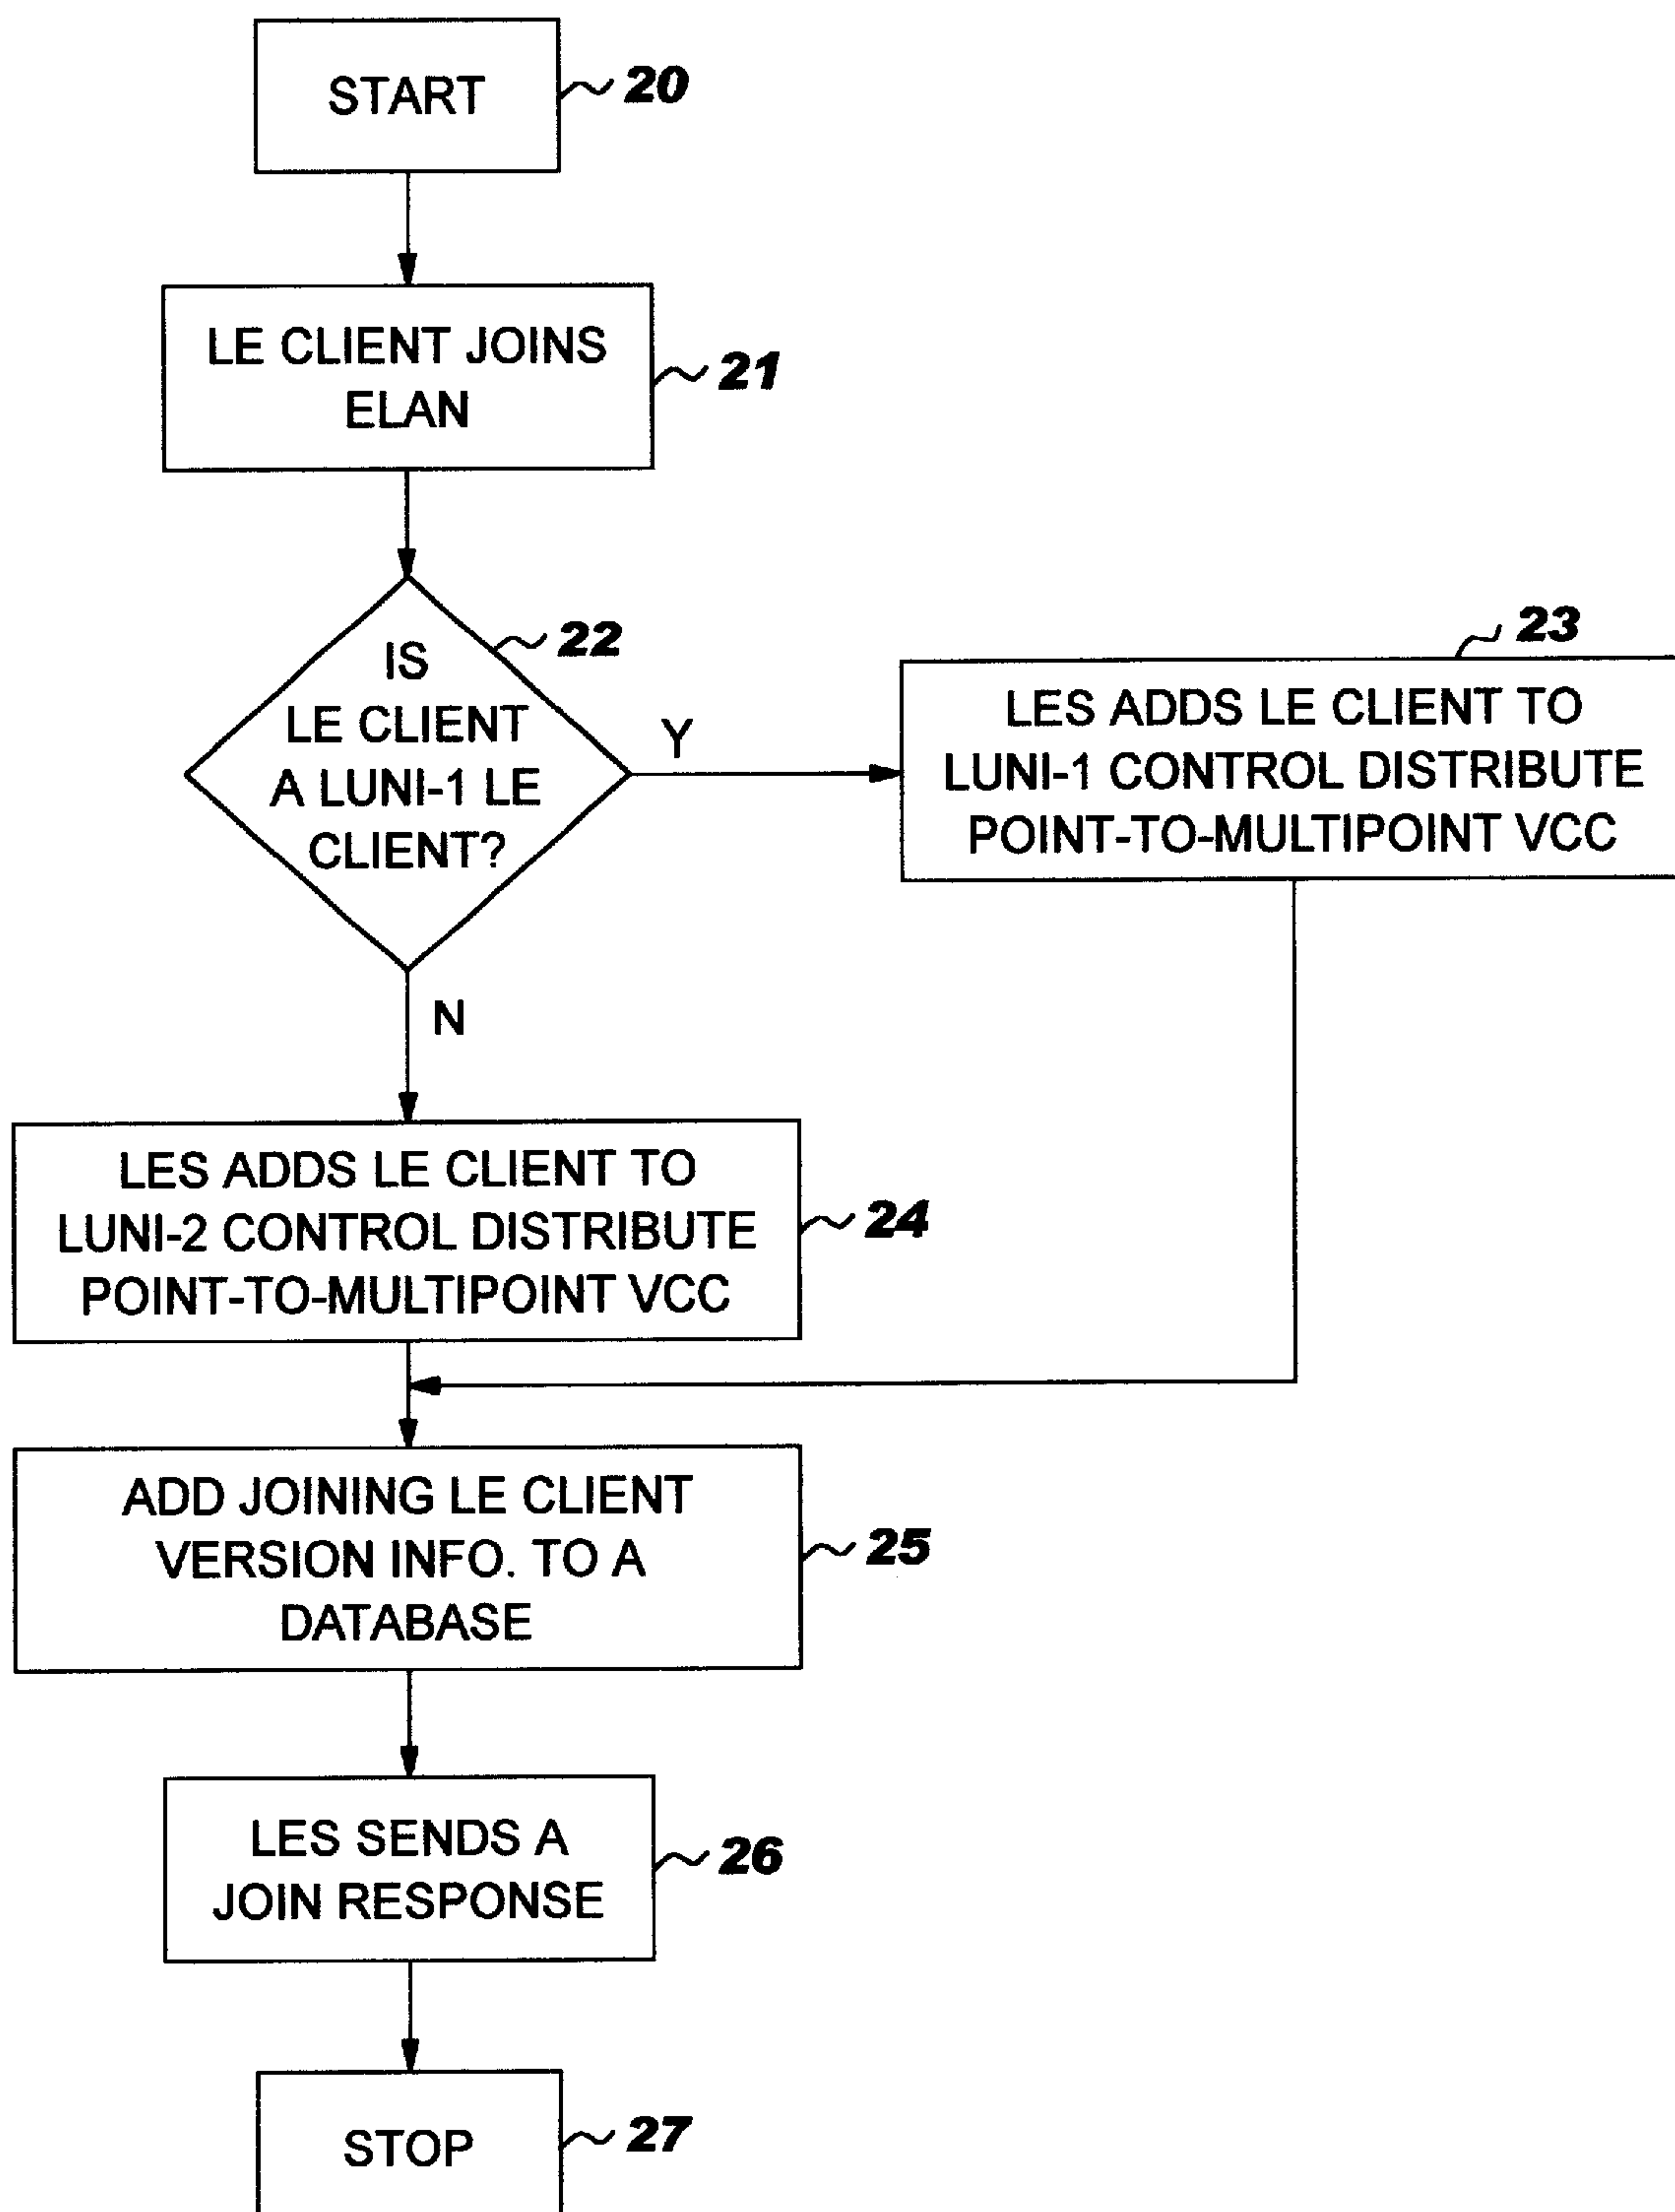 START
20
LE CLIENT JOINS
ELAN
21
IS
LE CLIENT
A LUNI-1 LE
CLIENT?
22
Y
23
LES ADDS LE CLIENT TO
LUNI-1 CONTROL DISTRIBUTE
POINT-TO-MULTIPOINT VCC
N
LES ADDS LE CLIENT TO
LUNI-2 CONTROL DISTRIBUTE
POINT-TO-MULTIPOINT VCC
24
ADD JOINING LE CLIENT
VERSION INFO. TO A
DATABASE
25
LES SENDS A
JOIN RESPONSE
26
STOP
27